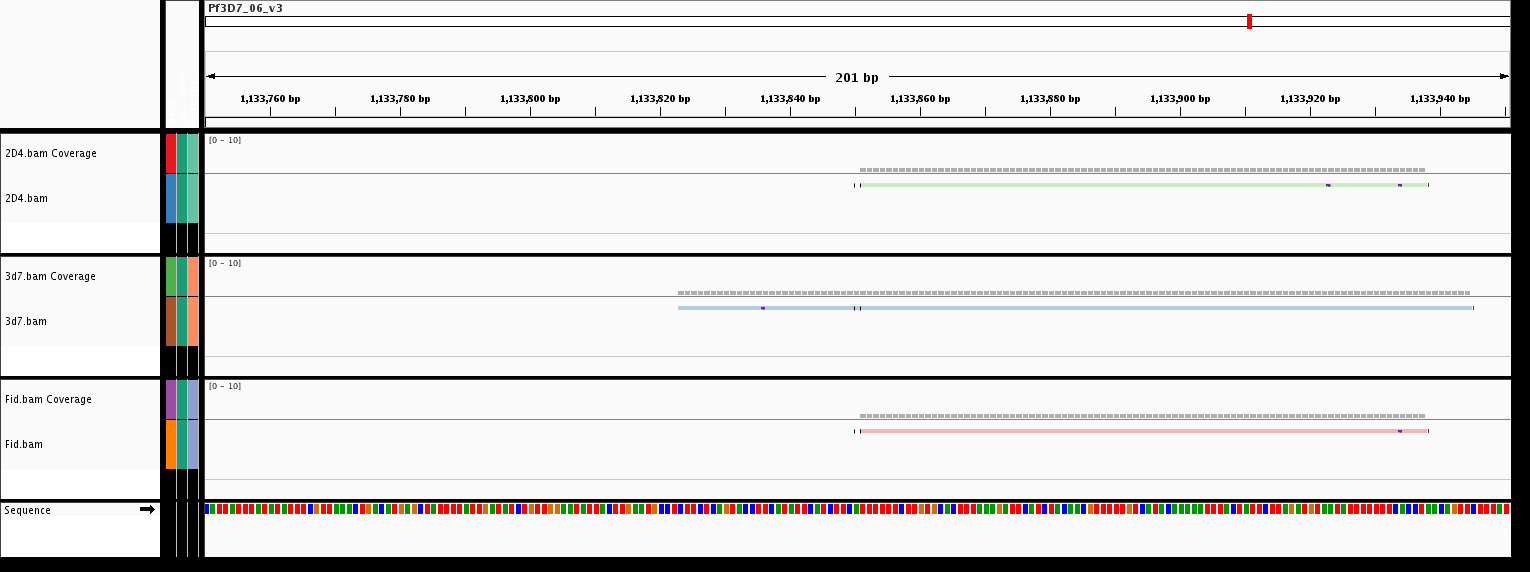 Pf3D7_06_v3
201 bp
1,133,760 bp 1,133,780 bp 1,133,800 bp 1,133,820 bp 1,133,840 bp 1,133,860 bp 1,133,880 bp 1,133,900 bp 1,133,920 bp 1,133,940 bp
[0 - 10]
2D4.bam Coverage
2D4.bam
[0 - 10]
3d7.bam Coverage
3d7.bam
[0 - 10]
Fid.bam Coverage
Fid.bam
Sequence